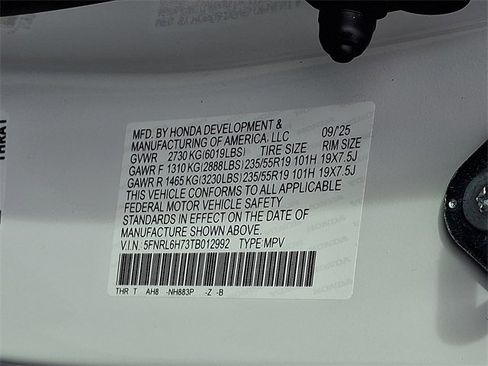 MFD. BY HONDA DEVELOPMENT &
MANUFACTURING OF AMERICA, LLC 09/'25
GVWR 2730 KG(6019LBS) TIRE SIZE RIM SIZE
GAWR F 1310 KG(2888LBS) 235/55R19 101H 19X7.5J
GAWR R 1465 KG(3230LBS) 235/55R19 101H 19X7.5J
THIS VEHICLE CONFORMS TO ALL APPLICABLE
FEDERAL MOTOR VEHICLE SAFETY
STANDARDS IN EFFECT ON THE DATE OF
MANUFACTURE SHOWN ABOVE.
V.I.N: 5FNRL6H73TB012992 TYPE MPV
THR T AH8 -NH883P -Z -B
THRAT